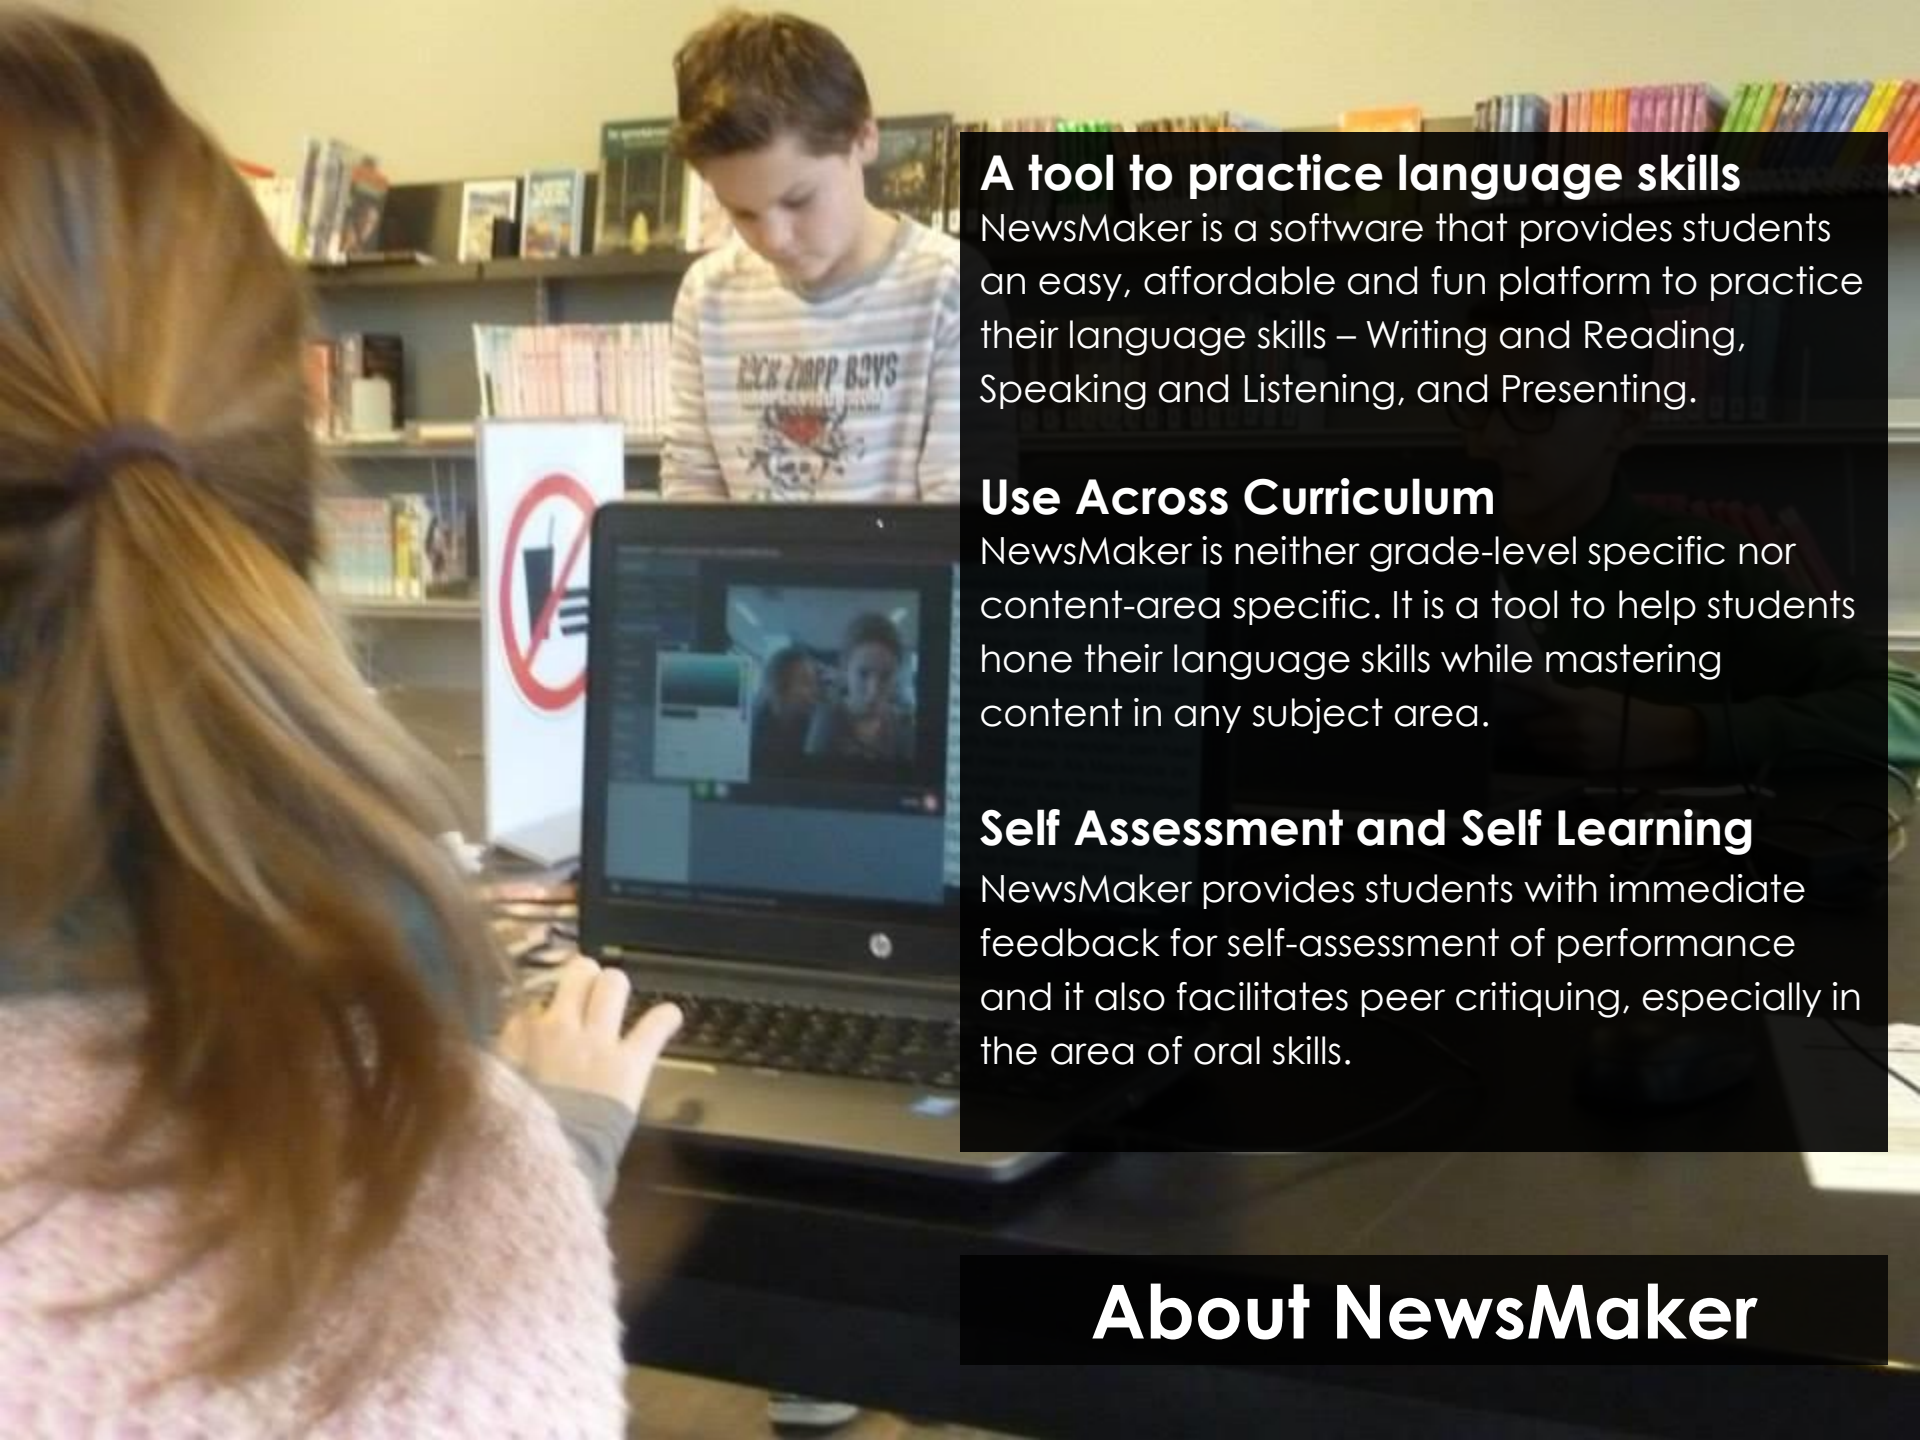 A tool to practice language skills
NewsMaker is a software that provides students
an easy, affordable and fun platform to practice
their language skills – Writing and Reading,
Speaking and Listening, and Presenting.
Use Across Curriculum
NewsMaker is neither grade-level specific nor
content-area specific. It is a tool to help students
hone their language skills while mastering
content in any subject area.
Self Assessment and Self Learning
NewsMaker provides students with immediate
feedback for self-assessment of performance
and it also facilitates peer critiquing, especially in
the area of oral skills.
About NewsMaker
hp